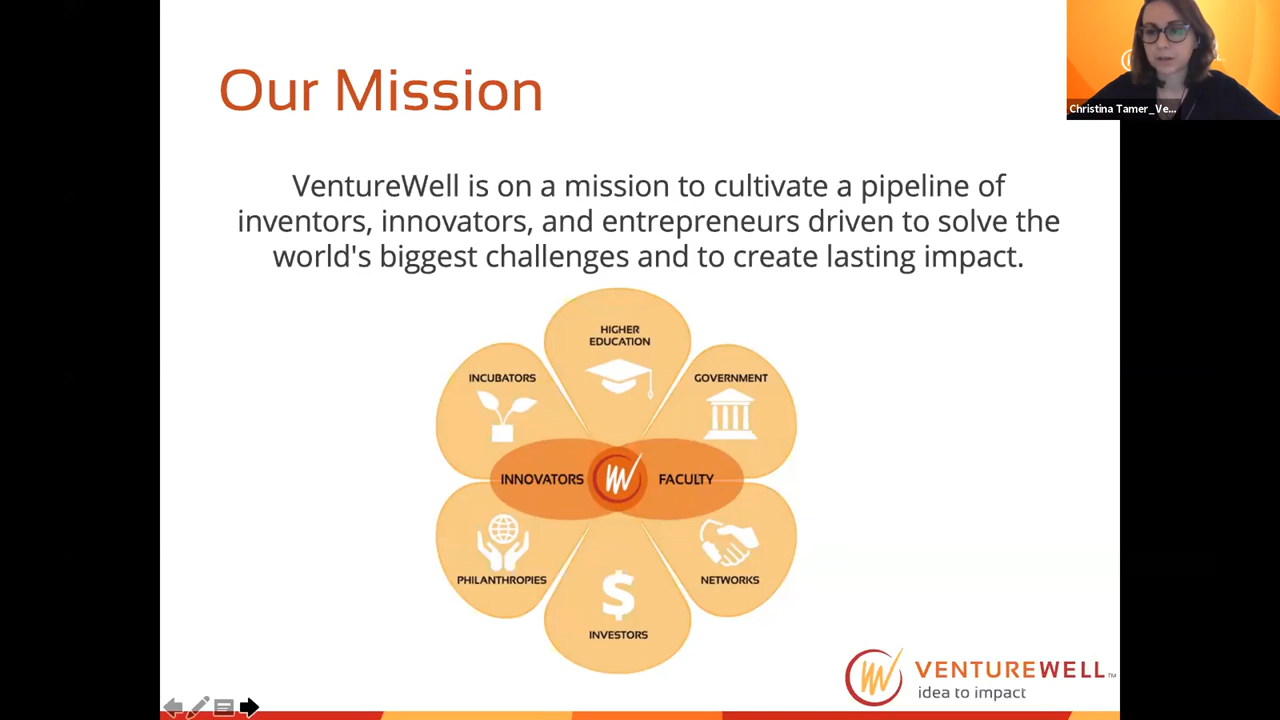 Our Mission
Christina Tamer_Ve...
VentureWell is on a mission to cultivate a pipeline of
inventors, innovators, and entrepreneurs driven to solve the
world's biggest challenges and to create lasting impact.
HIGHER
EDUCATION
INCUBATORS
GOVERNMENT
INNOVATORS
FACULTY
PHILANTHROPIES
NETWORKS
$
INVESTORS
VENTUREWELL™
idea to impact